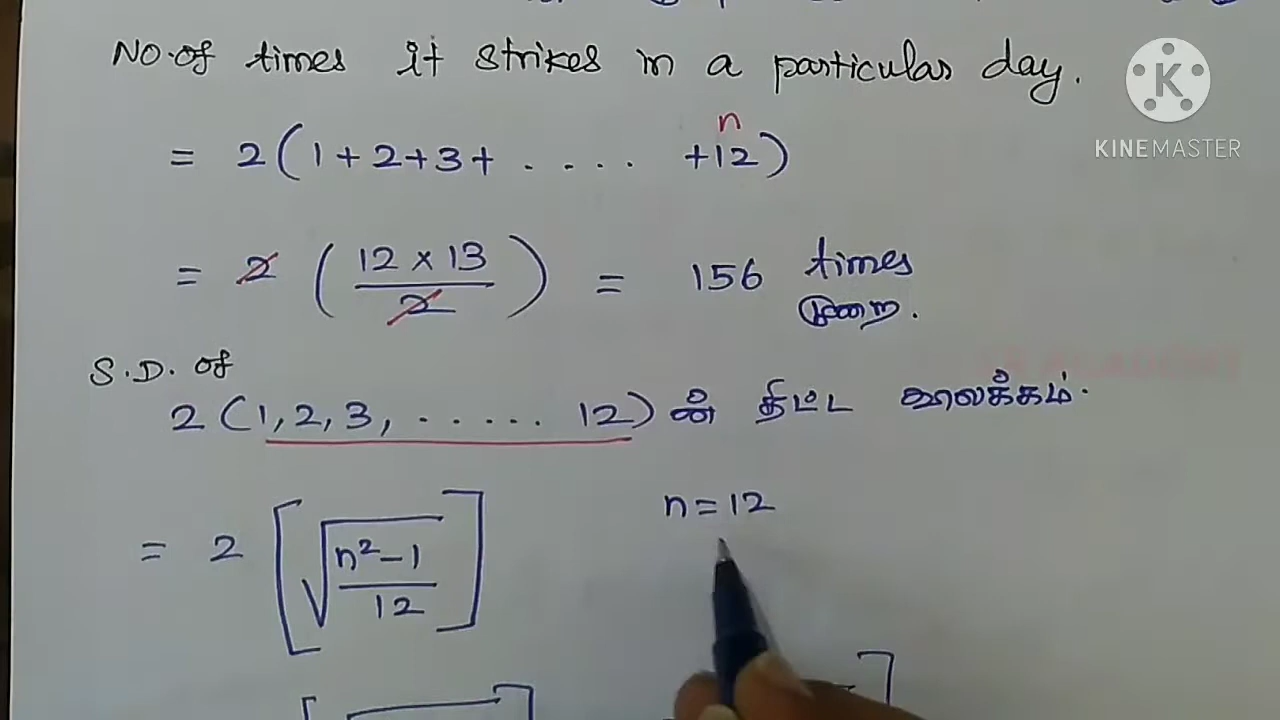 No. of times it strikes in a particular day.
KINEMASTER
n
= 2(1+2+3+ . . . . +12)
= 2 ( 12 × 13 / 2 ) = 156 times
முறை.
S.D. of
2(1,2,3, . . . . . . 12) ன் திட்ட விலக்கம்.
n=12
= 2 [ √ n² - 1 / 12 ]